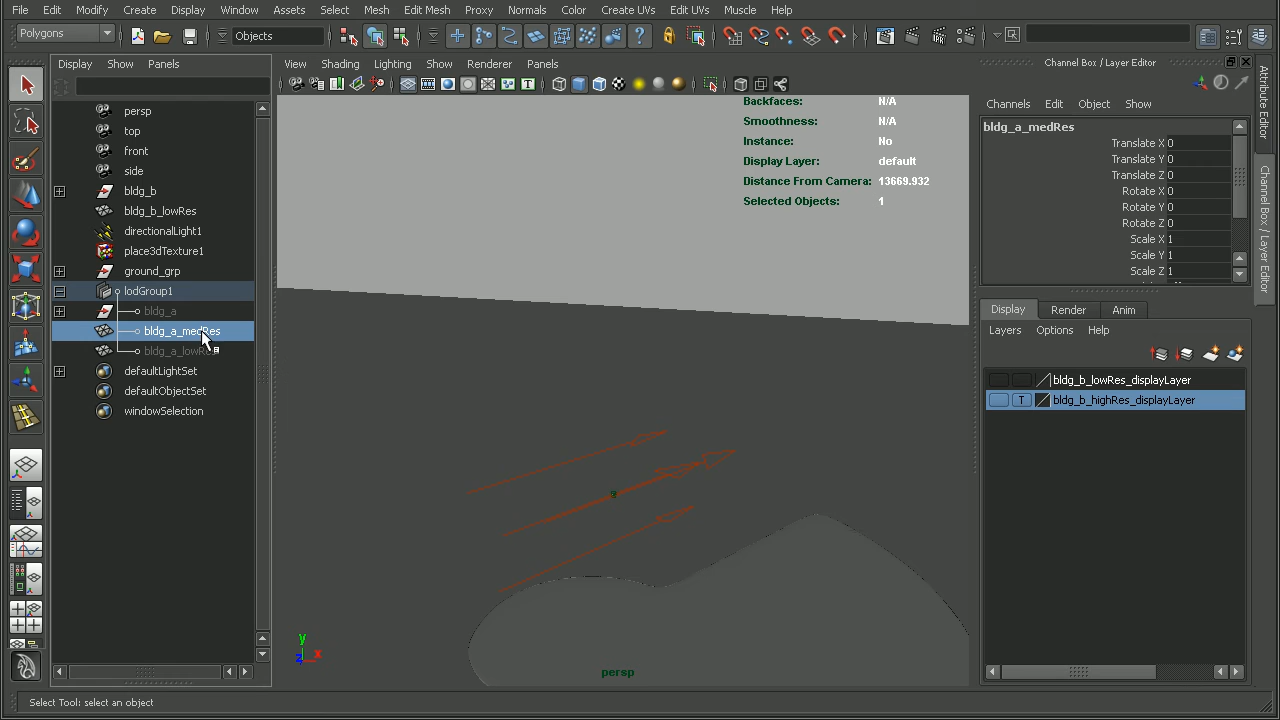 File Edit Modify Create Display Window Assets Select Mesh Edit Mesh Proxy Normals Color Create UVs Edit UVs Muscle Help
Polygons Objects
Display Show Panels
View Shading Lighting Show Renderer Panels
Channel Box / Layer Editor
Channels Edit Object Show
persp
top
front
side
bldg_b
bldg_b_lowRes
directionalLight1
place3dTexture1
ground_grp
lodGroup1
bldg_a
bldg_a_medRes
defaultLightSet
defaultObjectSet
windowSelection
Backfaces: N/A
Smoothness: N/A
Instance: No
Display Layer: default
Distance From Camera: 13669.932
Selected Objects: 1
y
x
z
persp
bldg_a_medRes
Translate X 0
Translate Y 0
Translate Z 0
Rotate X 0
Rotate Y 0
Rotate Z 0
Scale X 1
Scale Y 1
Scale Z 1
Display Render Anim
Layers Options Help
bldg_b_lowRes_displayLayer
T bldg_b_highRes_displayLayer
Attribute Editor
Channel Box / Layer Editor
Select Tool: select an object